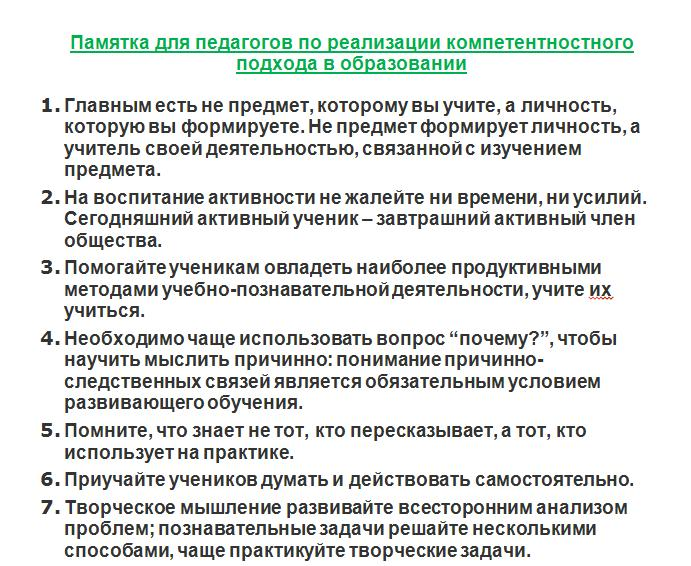 Памятка для педагогов по реализации компетентностного
подхода в образовании
1. Главным есть не предмет, которому вы учите, а личность,
которую вы формируете. Не предмет формирует личность, а
учитель своей деятельностью, связанной с изучением
предмета.
2. На воспитание активности не жалейте ни времени, ни усилий.
Сегодняшний активный ученик – завтрашний активный член
общества.
3. Помогайте ученикам овладеть наиболее продуктивными
методами учебно-познавательной деятельности, учите их
учиться.
4. Необходимо чаще использовать вопрос “почему?”, чтобы
научить мыслить причинно: понимание причинно-
следственных связей является обязательным условием
развивающего обучения.
5. Помните, что знает не тот, кто пересказывает, а тот, кто
использует на практике.
6. Приучайте учеников думать и действовать самостоятельно.
7. Творческое мышление развивайте всесторонним анализом
проблем; познавательные задачи решайте несколькими
способами, чаще практикуйте творческие задачи.